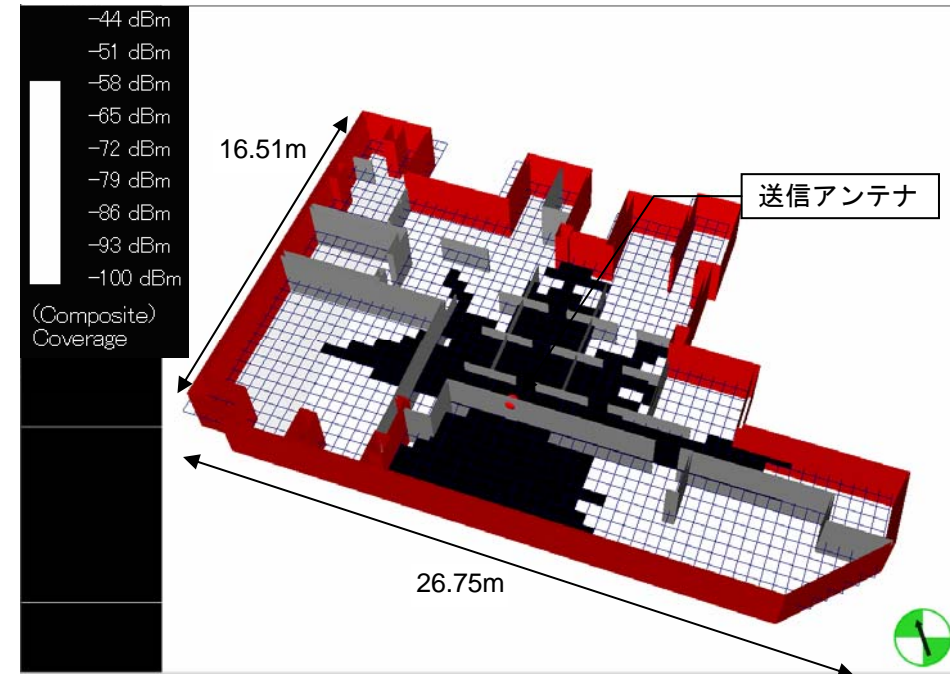 -44 dBm
-51 dBm
-58 dBm
-65 dBm
-72 dBm
-79 dBm
-86 dBm
-93 dBm
-100 dBm
(Composite)
Coverage
16.51m
送信アンテナ
26.75m